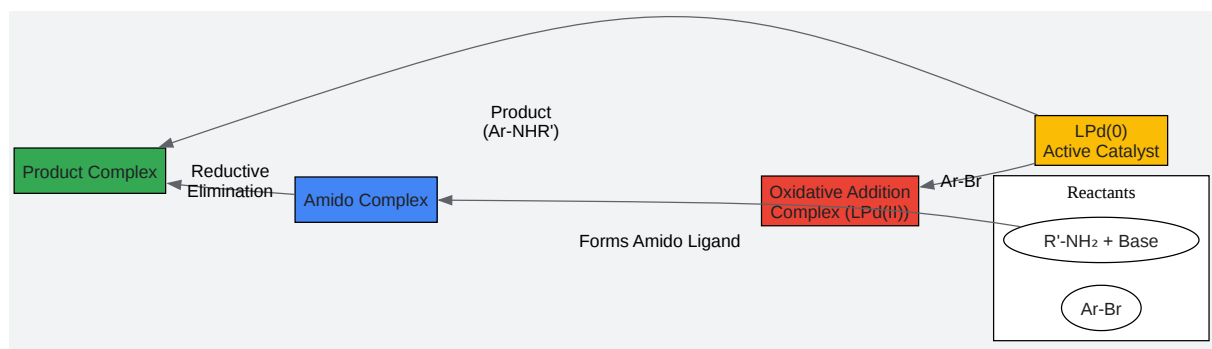 Product
(Ar-NHR')
LPd(0)
Active Catalyst
Product Complex
Reductive
Elimination
Amido Complex
Oxidative Addition
Complex (LPd(II))
Ar-Br
Forms Amido Ligand
Reactants
R'-NH₂ + Base
Ar-Br